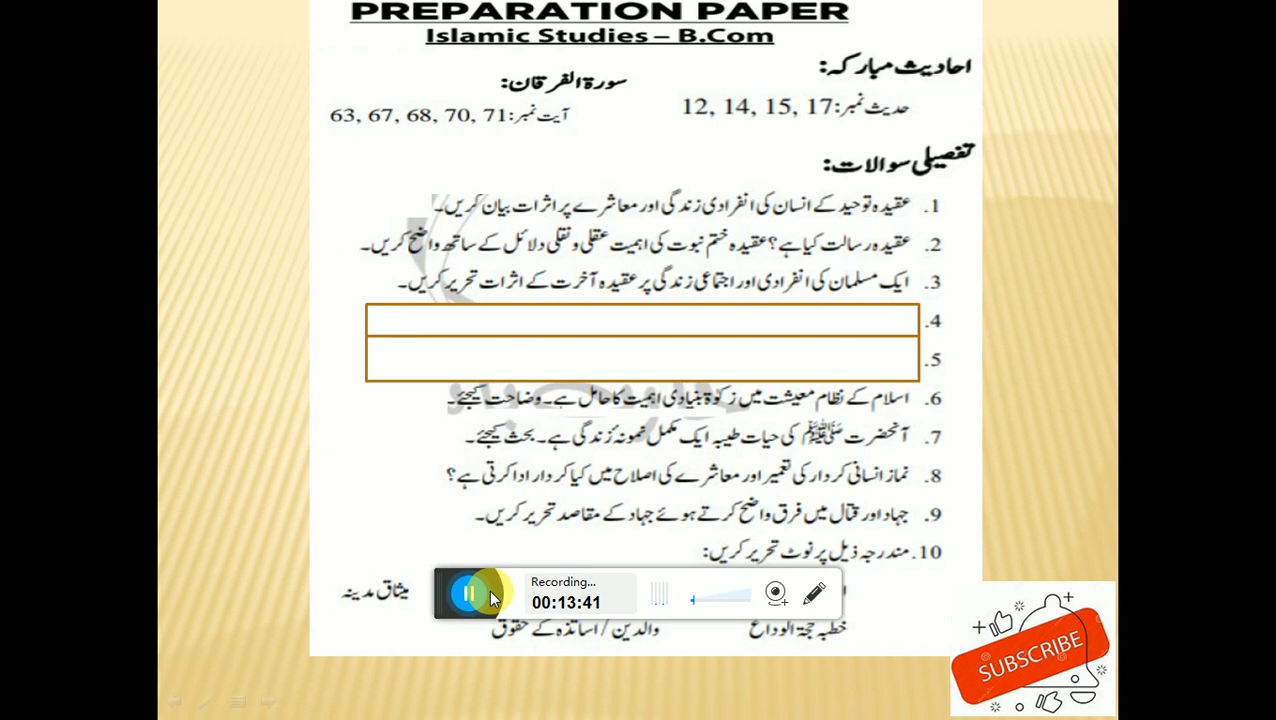 PREPARATION PAPER
Islamic Studies – B.Com
احادیث مبارکہ:
سورۃ الفرقان:
حدیث نمبر: 12, 14, 15, 17
آیت نمبر: 63, 67, 68, 70, 71
تفصیلی سوالات:
1. عقیدہ توحید کے انسان کی انفرادی زندگی اور معاشرے پر اثرات بیان کریں۔
2. عقیدہ رسالت کیا ہے؟ عقیدہ ختم نبوت کی اہمیت عقلی و نقلی دلائل کے ساتھ واضح کریں۔
3. ایک مسلمان کی انفرادی اور اجتماعی زندگی پر عقیدہ آخرت کے اثرات تحریر کریں۔
4.
5.
6. اسلام کے نظام معیشت میں زکوٰۃ بنیادی اہمیت کا حامل ہے۔ وضاحت کیجئے۔
7. آنحضرت ﷺ کی حیات طیبہ ایک مکمل نمونۂ زندگی ہے۔ بحث کیجئے۔
8. نماز انسانی کردار کی تعمیر اور معاشرے کی اصلاح میں کیا کردار ادا کرتی ہے؟
9. جہاد اور قتال میں فرق واضح کرتے ہوئے جہاد کے مقاصد تحریر کریں۔
10. مندرجہ ذیل پر نوٹ تحریر کریں:
میثاق مدینہ
Recording...
00:13:41
خطبہ حجۃ الوداع
والدین / اساتذہ کے حقوق
SUBSCRIBE